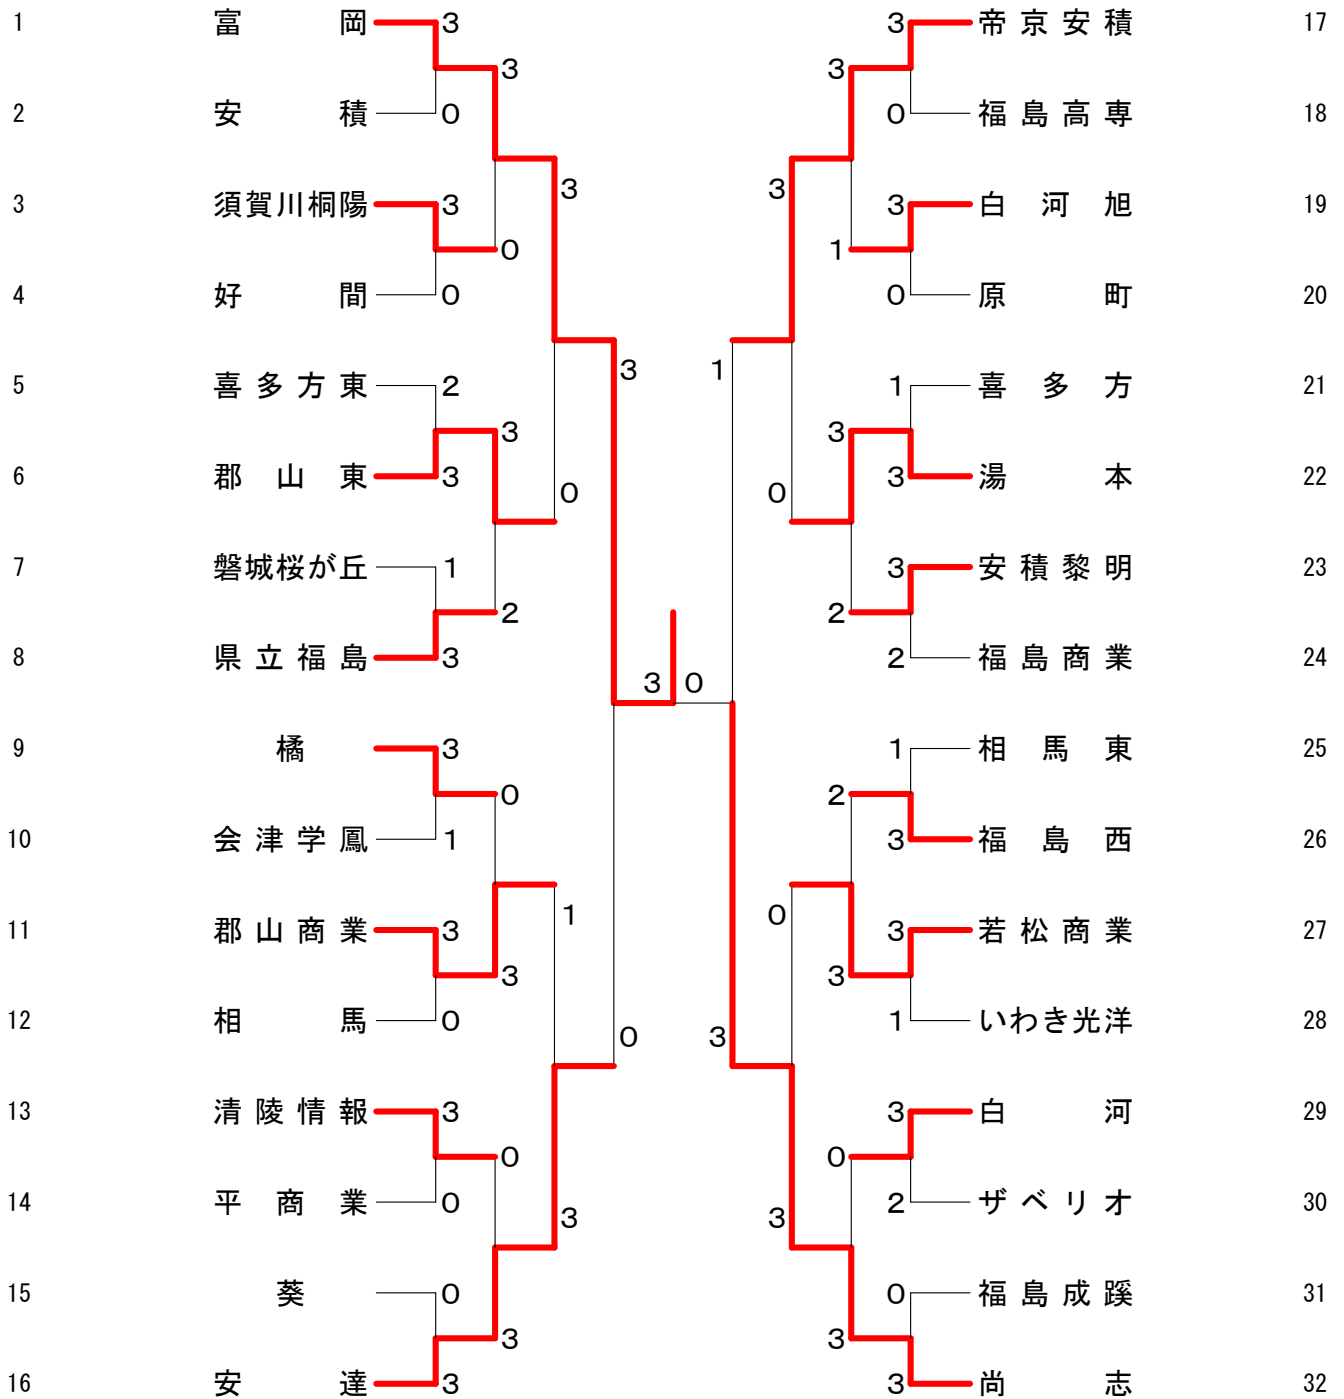 1 富岡 3 3 帝京安積 17
3 3
2 安積 0 0 福島高専 18
3 3
3 須賀川桐陽 3 3 白河旭 19
0 1
4 好間 0 0 原町 20
3 1
5 喜多方東 2 1 喜多方 21
3 3
6 郡山東 3 3 湯本 22
0 0
7 磐城桜が丘 1 3 安積黎明 23
2 2
8 県立福島 3 2 福島商業 24
3 0
9 橘 3 1 相馬東 25
0 2
10 会津学鳳 1 3 福島西 26
1 0
11 郡山商業 3 3 若松商業 27
3 3
12 相馬 0 1 いわき光洋 28
0 3
13 清陵情報 3 3 白河 29
0 0
14 平商業 0 2 ザベリオ 30
3 3
15 葵 0 0 福島成蹊 31
3 3
16 安達 3 3 尚志 32